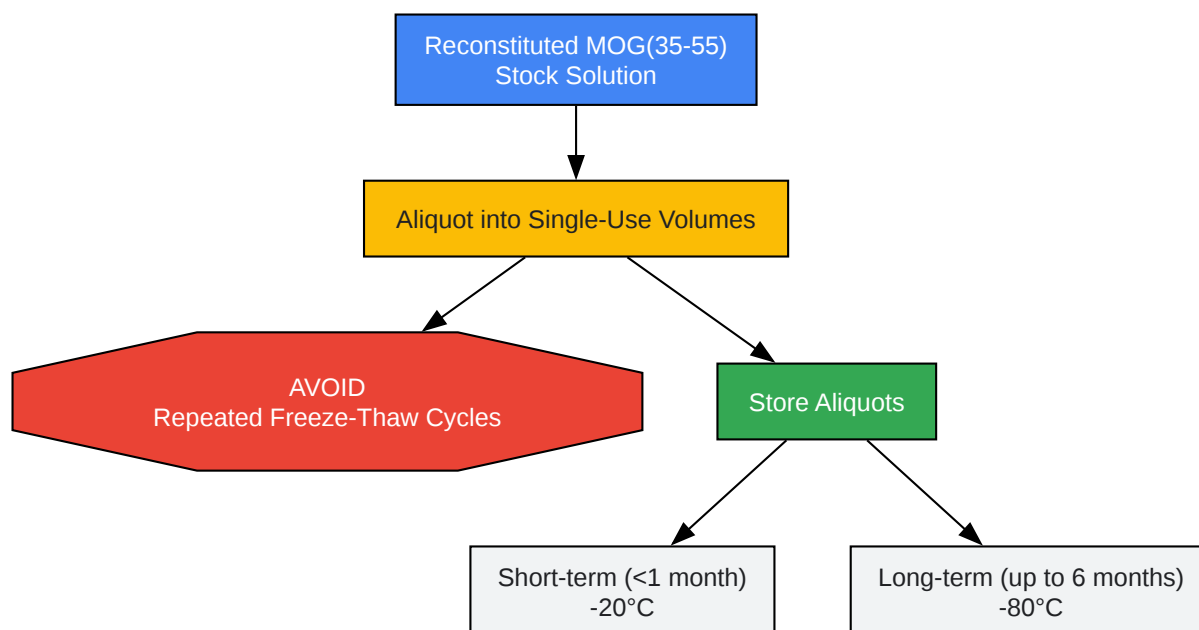 Reconstituted MOG(35-55)
Stock Solution
Aliquot into Single-Use Volumes
AVOID
Repeated Freeze-Thaw Cycles
Store Aliquots
Short-term (<1 month)
-20°C
Long-term (up to 6 months)
-80°C